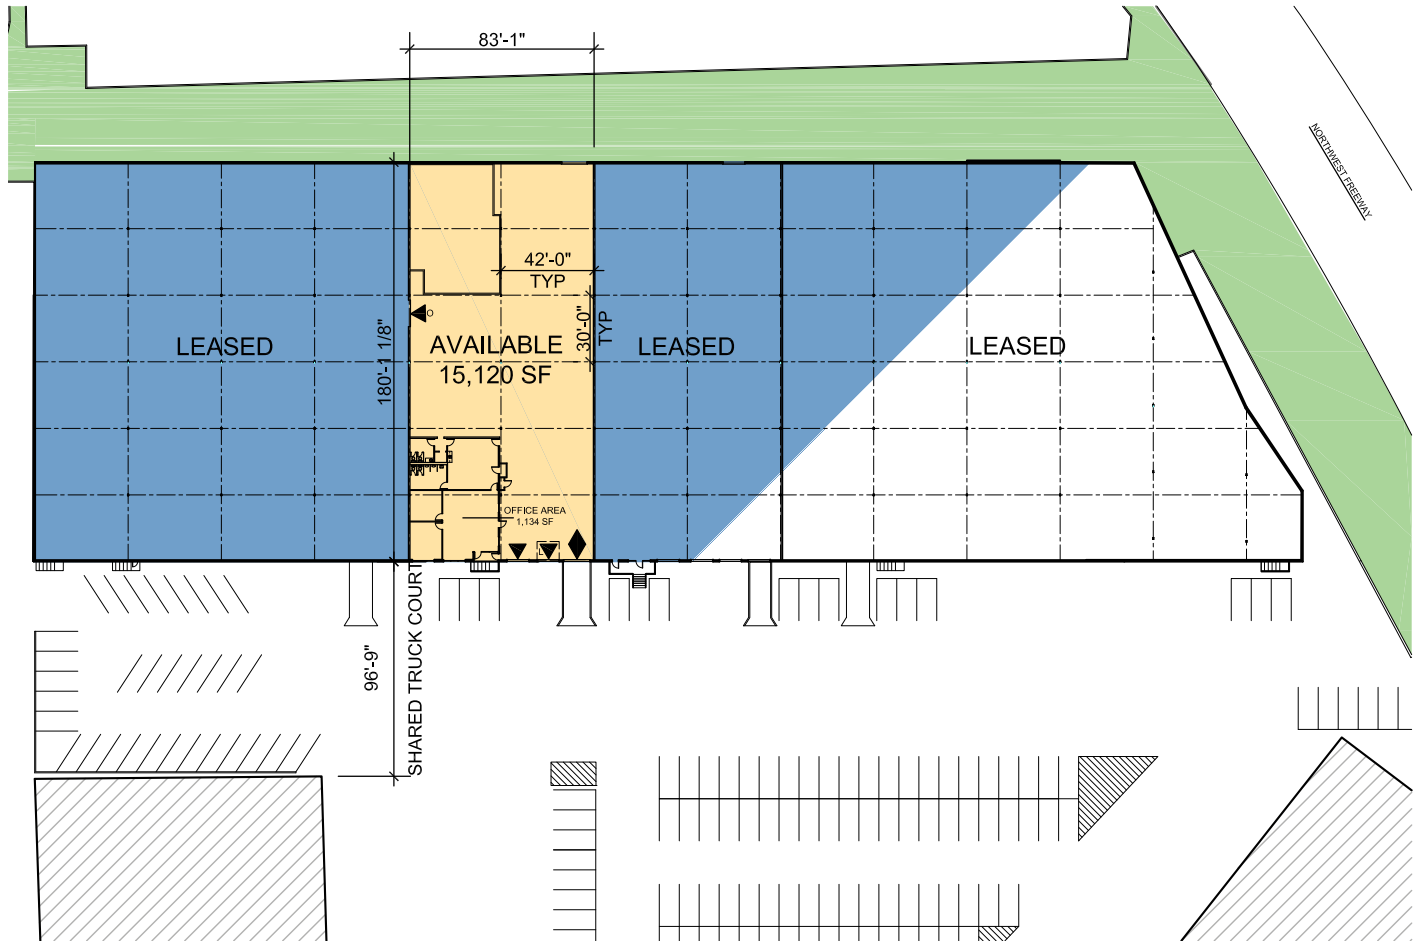 83'-1"
NORTHWEST FREEWAY
42'-0"
TYP
30'-0"
TYP
LEASED
180'-1 1/8"
AVAILABLE
15,120 SF
LEASED
LEASED
OFFICE AREA
1,134 SF
96'-9"
SHARED TRUCK COURT